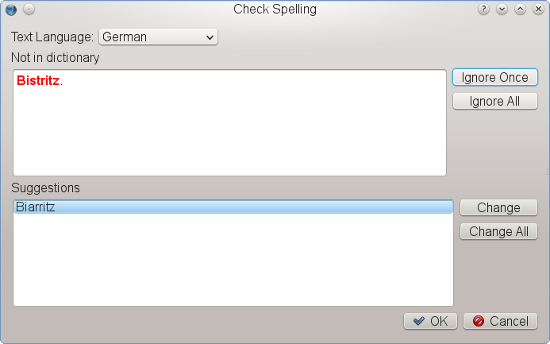 Check Spelling
Text Language: German
Not in dictionary
Bistritz.
Ignore Once
Ignore All
Suggestions
Biarritz
Change
Change All
OK Cancel